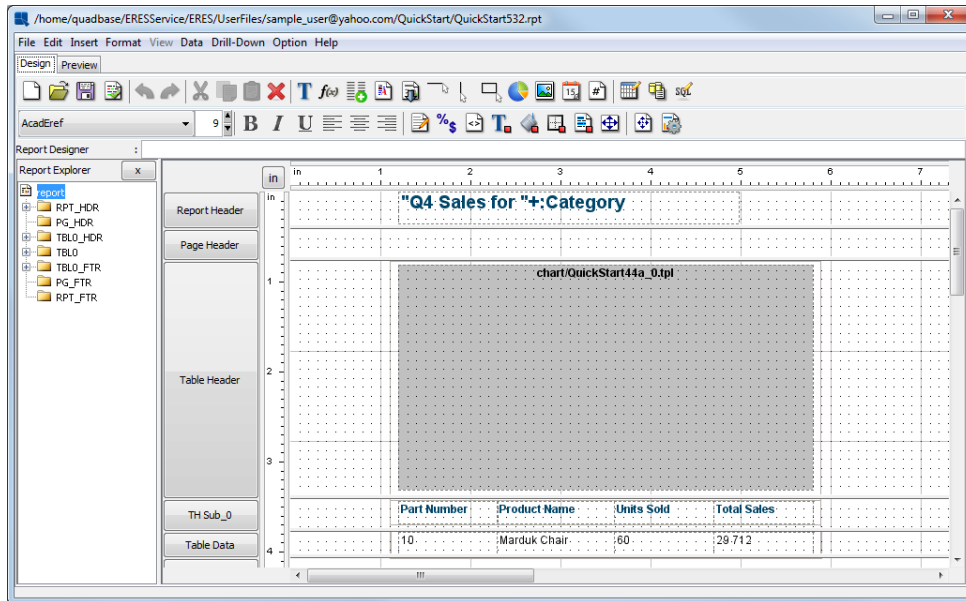 /home/quadbase/ERESService/ERES/UserFiles/sample_user@yahoo.com/QuickStart/QuickStart532.rpt
File Edit Insert Format View Data Drill-Down Option Help
Design Preview
AcadEref 9 B I U
Report Designer :
Report Explorer x
report
RPT_HDR
PG_HDR
TBL0_HDR
TBL0
TBL0_FTR
PG_FTR
RPT_FTR
in in 1 2 3 4 5 6 7
in
1
2
3
4
Report Header
"Q4 Sales for "+:Category
Page Header
Table Header
chart/QuickStart44a_0.tpl
TH Sub_0
Part Number Product Name Units Sold Total Sales
Table Data
10 Marduk Chair 60 29.712